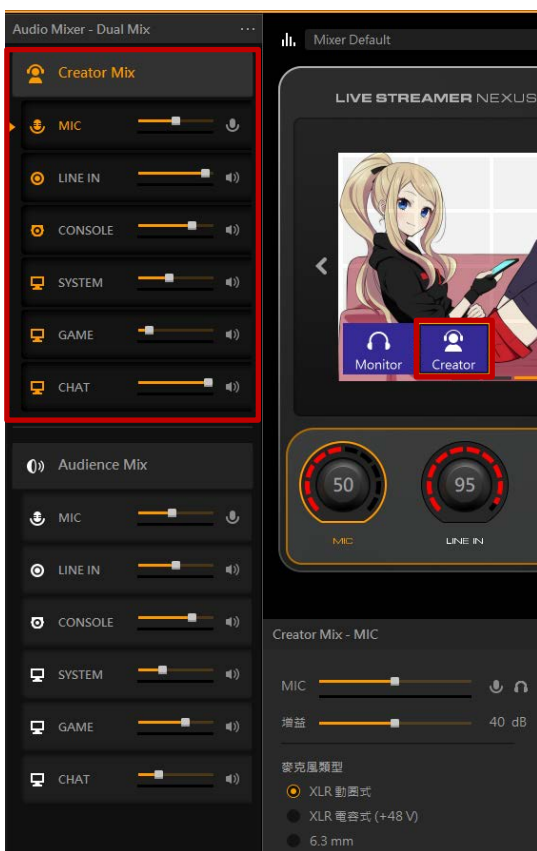 Audio Mixer - Dual Mix ...
Creator Mix
MIC
LINE IN
CONSOLE
SYSTEM
GAME
CHAT
Audience Mix
MIC
LINE IN
CONSOLE
SYSTEM
GAME
CHAT
Mixer Default
LIVE STREAMER NEXUS
Monitor
Creator
50
95
MIC
LINE IN
Creator Mix - MIC
MIC
增益 40 dB
麥克風類型
XLR 動圈式
XLR 電容式 (+48 V)
6.3 mm